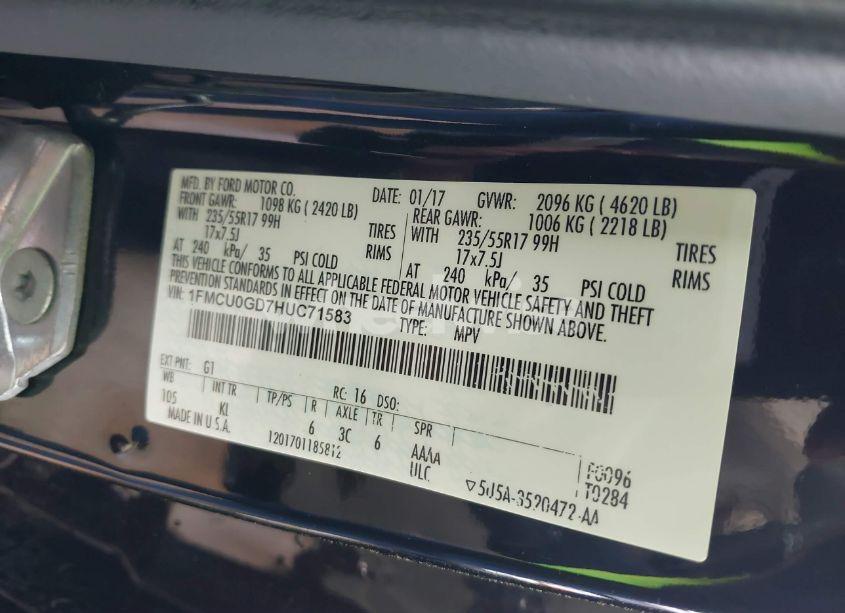 MFD. BY FORD MOTOR CO. DATE: 01/17 GVWR: 2096 KG ( 4620 LB)
FRONT GAWR: 1098 KG ( 2420 LB) REAR GAWR: 1006 KG ( 2218 LB)
WITH 235/55R17 99H TIRES WITH 235/55R17 99H TIRES
17x7.5J RIMS 17x7.5J RIMS
AT 240 kPa/ 35 PSI COLD AT 240 kPa/ 35 PSI COLD
THIS VEHICLE CONFORMS TO ALL APPLICABLE FEDERAL MOTOR VEHICLE SAFETY AND THEFT
PREVENTION STANDARDS IN EFFECT ON THE DATE OF MANUFACTURE SHOWN ABOVE.
VIN: 1FMCU0GD7HUC71583
TYPE: MPV
EXT PNT: G1 RC: 16 DSO:
WB INT TR TP/PS R AXLE TR SPR
105 KL 6 3C 6 AAAA
MADE IN U.S.A. 1201701185812 ULC
F0096
T0284
▽5U5A-3520472-AA